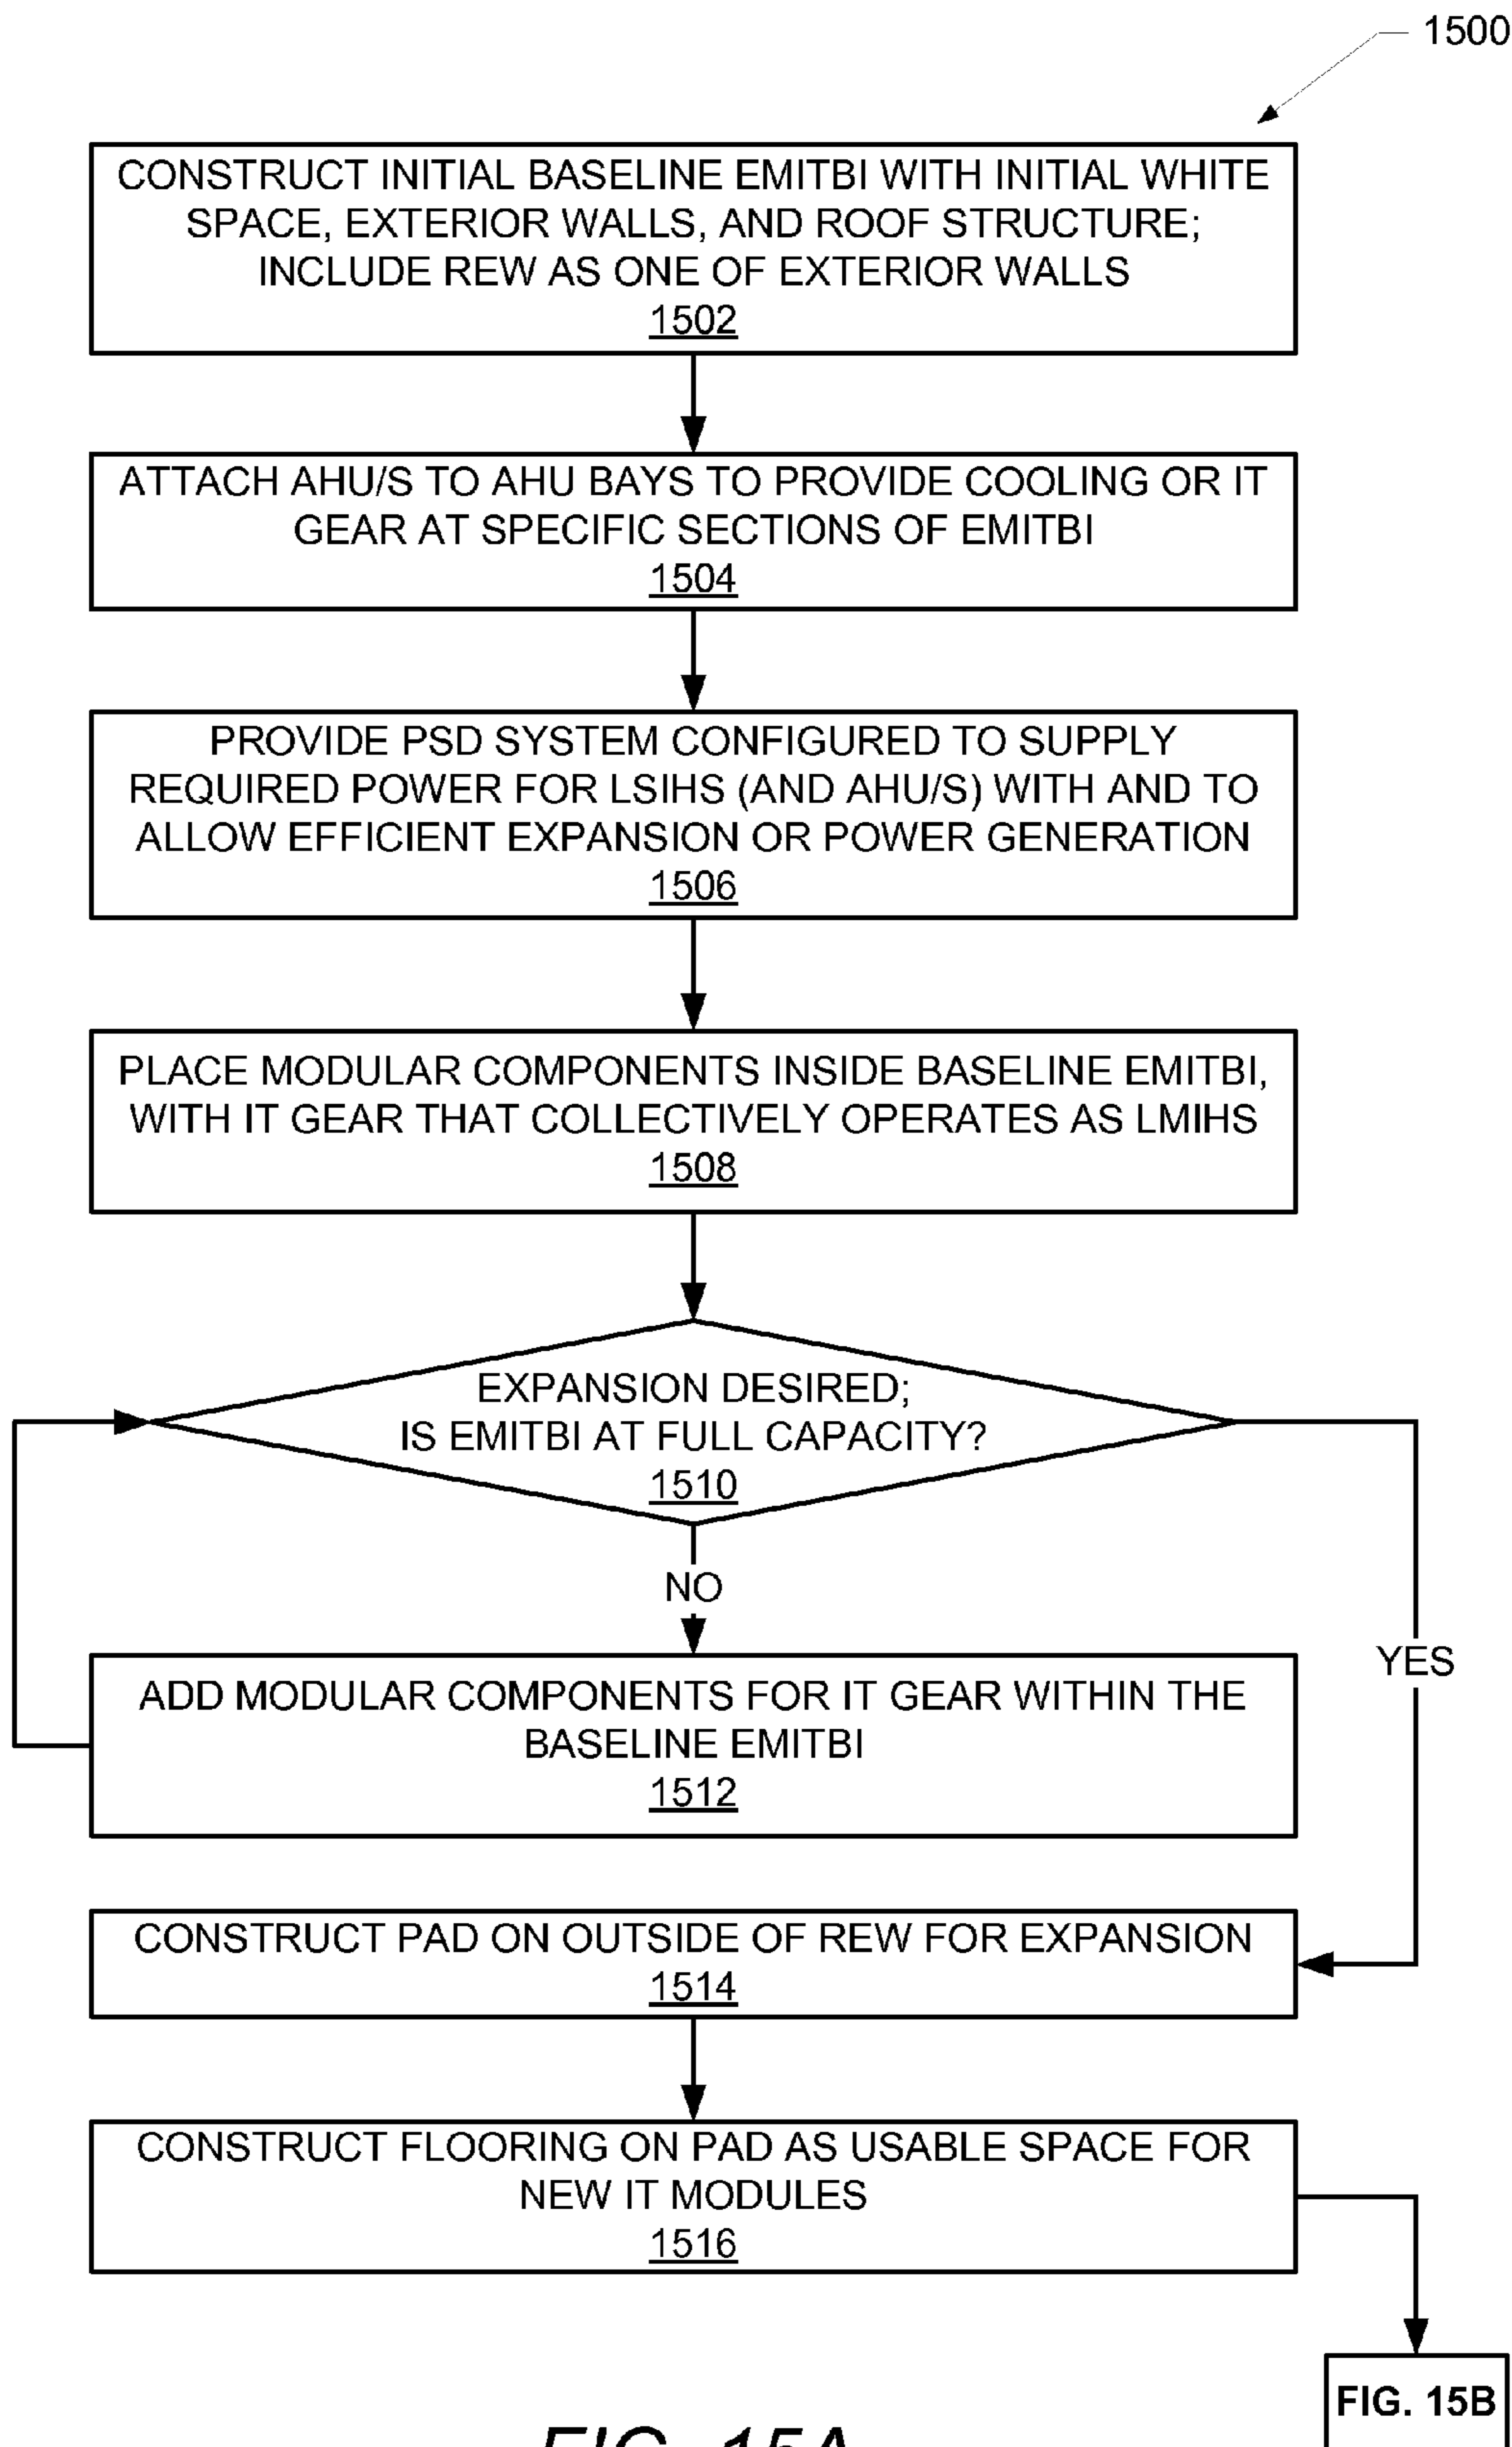 1500
CONSTRUCT INITIAL BASELINE EMITBI WITH INITIAL WHITE
SPACE, EXTERIOR WALLS, AND ROOF STRUCTURE;
INCLUDE REW AS ONE OF EXTERIOR WALLS
1502
ATTACH AHU/S TO AHU BAYS TO PROVIDE COOLING OR IT
GEAR AT SPECIFIC SECTIONS OF EMITBI
1504
PROVIDE PSD SYSTEM CONFIGURED TO SUPPLY
REQUIRED POWER FOR LSIHS (AND AHU/S) WITH AND TO
ALLOW EFFICIENT EXPANSION OR POWER GENERATION
1506
PLACE MODULAR COMPONENTS INSIDE BASELINE EMITBI,
WITH IT GEAR THAT COLLECTIVELY OPERATES AS LMIHS
1508
EXPANSION DESIRED;
IS EMITBI AT FULL CAPACITY?
1510
NO
YES
ADD MODULAR COMPONENTS FOR IT GEAR WITHIN THE
BASELINE EMITBI
1512
CONSTRUCT PAD ON OUTSIDE OF REW FOR EXPANSION
1514
CONSTRUCT FLOORING ON PAD AS USABLE SPACE FOR
NEW IT MODULES
1516
FIG. 15B
FIG. 15A